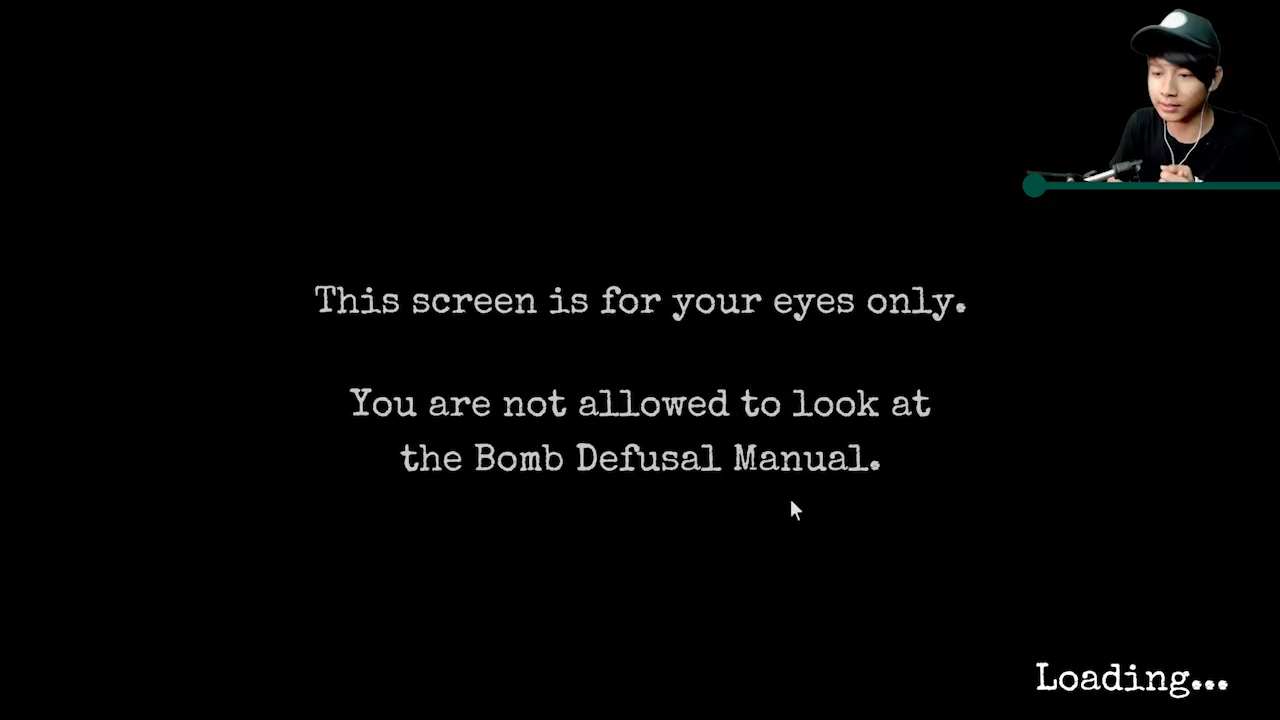 This screen is for your eyes only.
You are not allowed to look at
the Bomb Defusal Manual.
Loading...